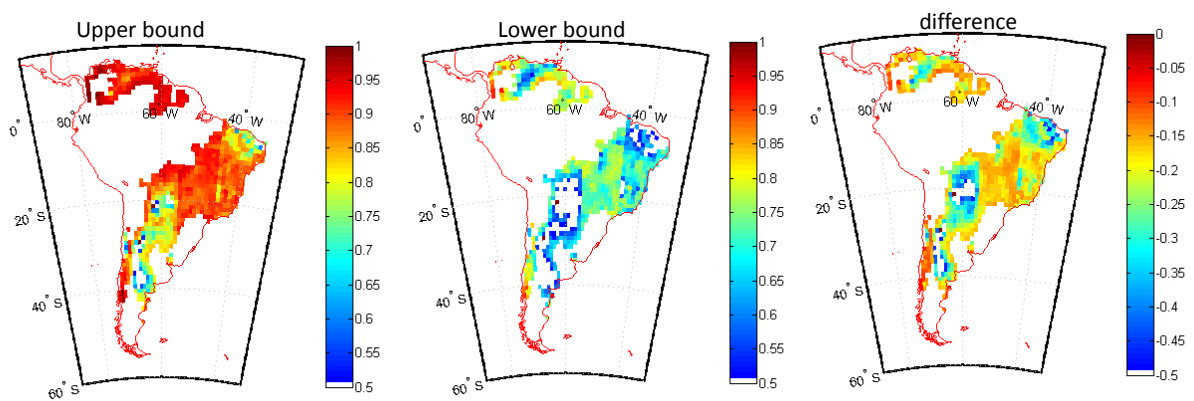 Upper bound
Lower bound
difference
0° 
20° S
40° S
60° S
80° W
60° W
40° W
1
0.95
0.9
0.85
0.8
0.75
0.7
0.65
0.6
0.55
0.5
0°
20° S
40° S
60° S
80° W
60° W
40° W
1
0.95
0.9
0.85
0.8
0.75
0.7
0.65
0.6
0.55
0.5
0°
20° S
40° S
60° S
80° W
60° W
40° W
0
-0.05
-0.1
-0.15
-0.2
-0.25
-0.3
-0.35
-0.4
-0.45
-0.5